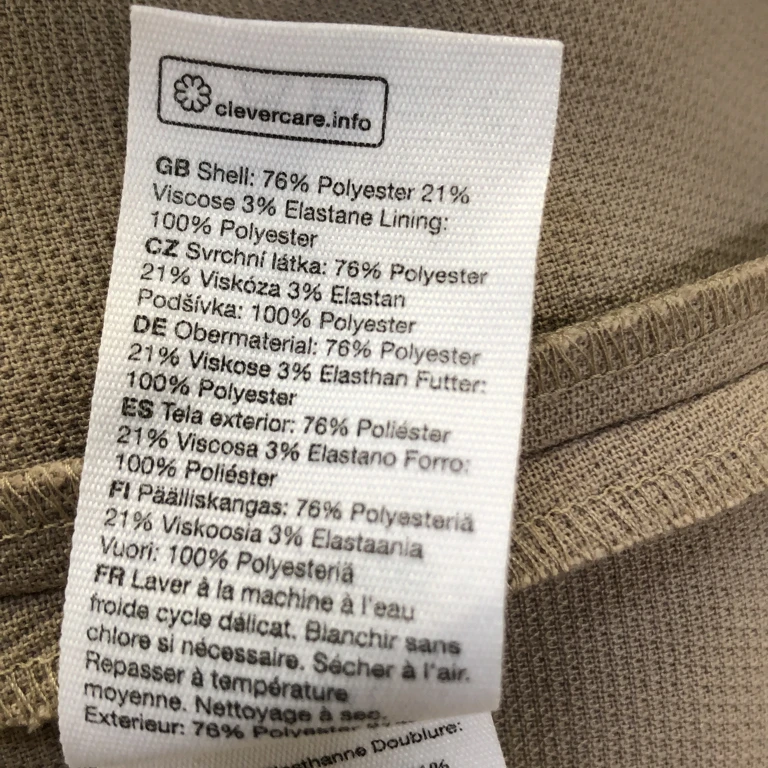 clevercare.info
GB Shell: 76% Polyester 21%
Viscose 3% Elastane Lining:
100% Polyester
CZ Svrchní látka: 76% Polyester
21% Viskóza 3% Elastan
Podšívka: 100% Polyester
DE Obermaterial: 76% Polyester
21% Viskose 3% Elasthan Futter:
100% Polyester
ES Tela exterior: 76% Poliéster
21% Viscosa 3% Elastano Forro:
100% Poliéster
FI Päälliskangas: 76% Polyesteriä
21% Viskoosia 3% Elastaania
Vuori: 100% Polyesteriä
FR Laver à la machine à l'eau
froide cycle délicat. Blanchir sans
chlore si nécessaire. Sécher à l'air.
Repasser à température
moyenne. Nettoyage à sec.
Exterieur: 76% Polyester
Doublure: